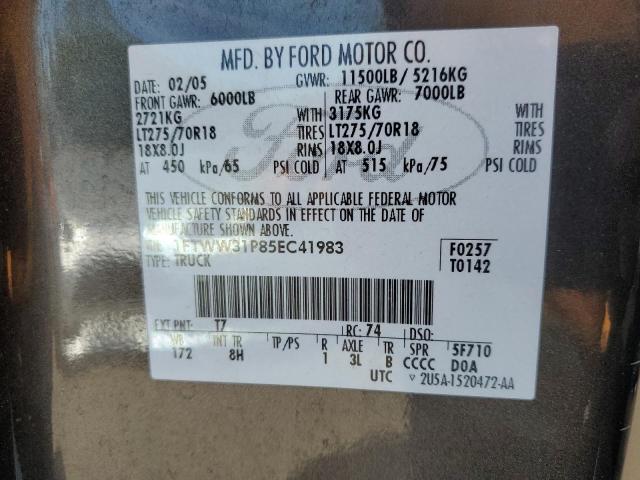 MFD. BY FORD MOTOR CO.
DATE: 02/05 GVWR: 11500LB/ 5216KG
FRONT GAWR: 6000LB REAR GAWR: 7000LB
2721KG WITH 3175KG WITH
LT275/70R18 TIRES LT275/70R18 TIRES
18X8.0J RIMS 18X8.0J RIMS
AT 450 kPa/65 PSI COLD AT 515 kPa/75 PSI COLD
Ford
THIS VEHICLE CONFORMS TO ALL APPLICABLE FEDERAL MOTOR
VEHICLE SAFETY STANDARDS IN EFFECT ON THE DATE OF
MANUFACTURE SHOWN ABOVE.
VIN: 1FTWW31P85EC41983 F0257
TYPE: TRUCK T0142
EXT PNT: T7 RC: 74 DSO:
WB INT TR TP/PS R AXLE TR SPR 5F710
172 8H 1 3L B CCCC DOA
UTC ▽ 2U5A-1520472-AA